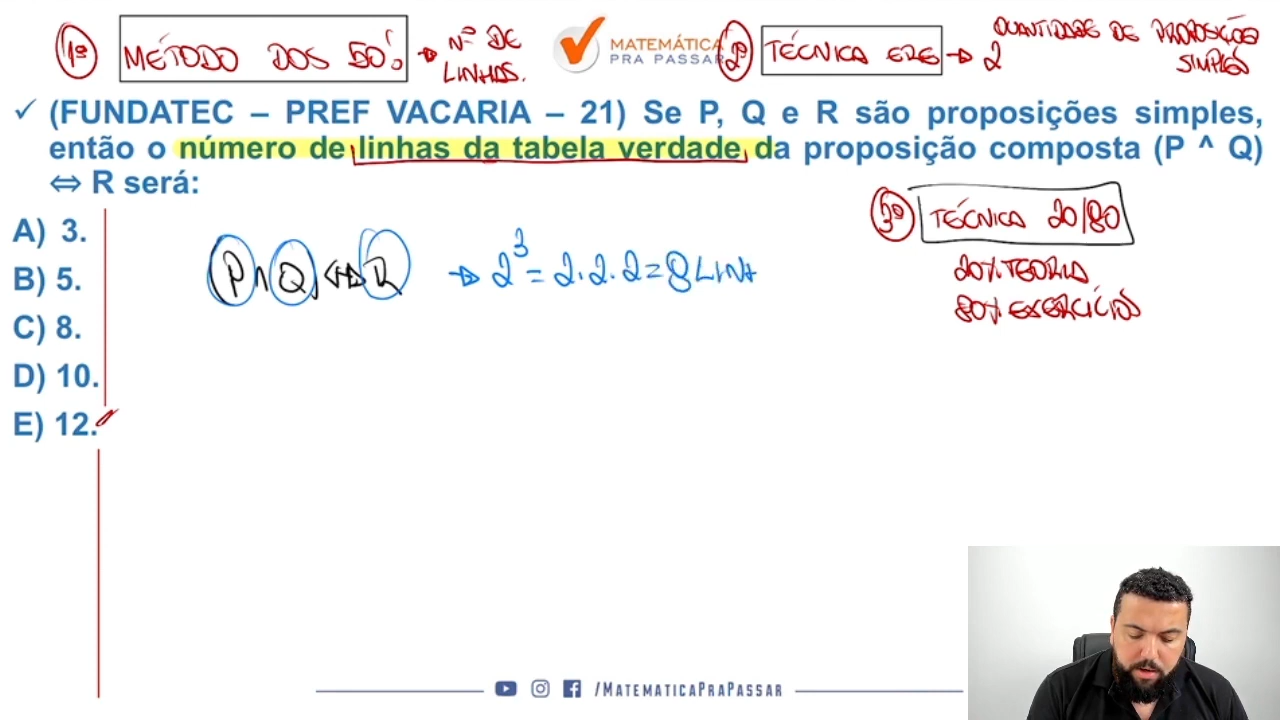 1º MÉTODO DOS 50: → Nº DE
LINHAS.
MATEMÁTICA
PRA PASSAR
2º TÉCNICA → 2 QUANTIDADE DE PROPOSIÇÕES
SIMPLES
✓ (FUNDATEC – PREF VACARIA – 21) Se P, Q e R são proposições simples,
então o número de linhas da tabela verdade da proposição composta (P ^ Q)
⇔ R será:
3º TÉCNICA 20/80
20% TEORIA
80% EXERCÍCIOS
A) 3.
B) 5.
C) 8.
D) 10.
E) 12.
(P ∧ Q) ↔ R → 2³ = 2.2.2 = 8 LINH
/MATEMATICAPRAPASSAR